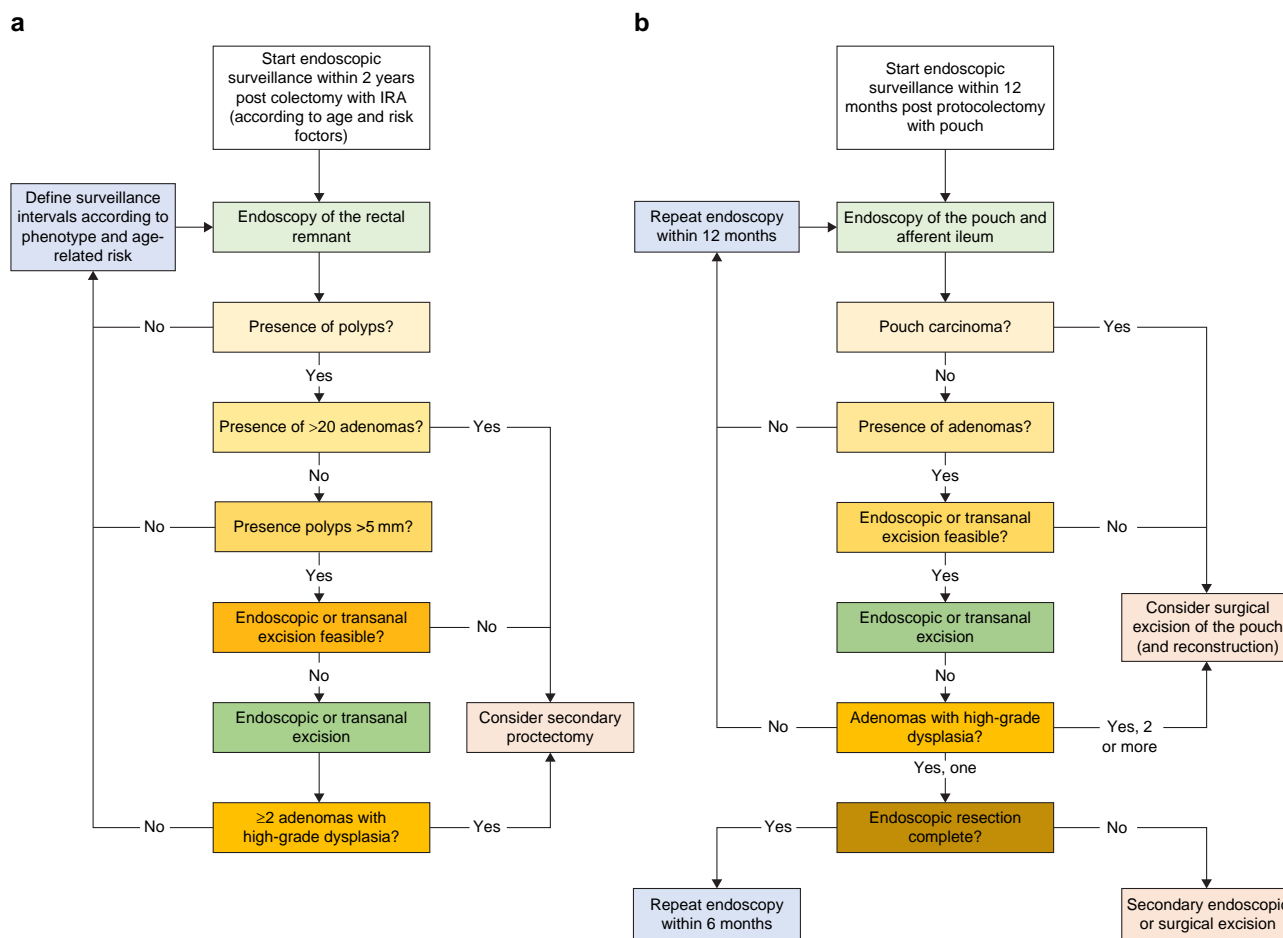 a
Start endoscopic
surveillance within 2 years
post colectomy with IRA
(according to age and risk
foctors)
Define surveillance
intervals according to
phenotype and age-
related risk
Endoscopy of the rectal
remnant
No
Presence of polyps?
Yes
Presence of >20 adenomas?
Yes
No
No
Presence polyps >5 mm?
Yes
Endoscopic or transanal
excision feasible?
No
No
Endoscopic or transanal
excision
Consider secondary
proctectomy
No
≥2 adenomas with
high-grade dysplasia?
Yes
b
Start endoscopic
surveillance within 12
months post protocolectomy
with pouch
Repeat endoscopy
within 12 months
Endoscopy of the pouch and
afferent ileum
Pouch carcinoma?
Yes
No
No
Presence of adenomas?
Yes
Endoscopic or transanal
excision feasible?
No
Yes
Endoscopic or transanal
excision
Consider surgical
excision of the pouch
(and reconstruction)
No
No
Adenomas with high-grade
dysplasia?
Yes, 2
or more
Yes, one
Yes
Endoscopic resection
complete?
No
Repeat endoscopy
within 6 months
Secondary endoscopic
or surgical excision